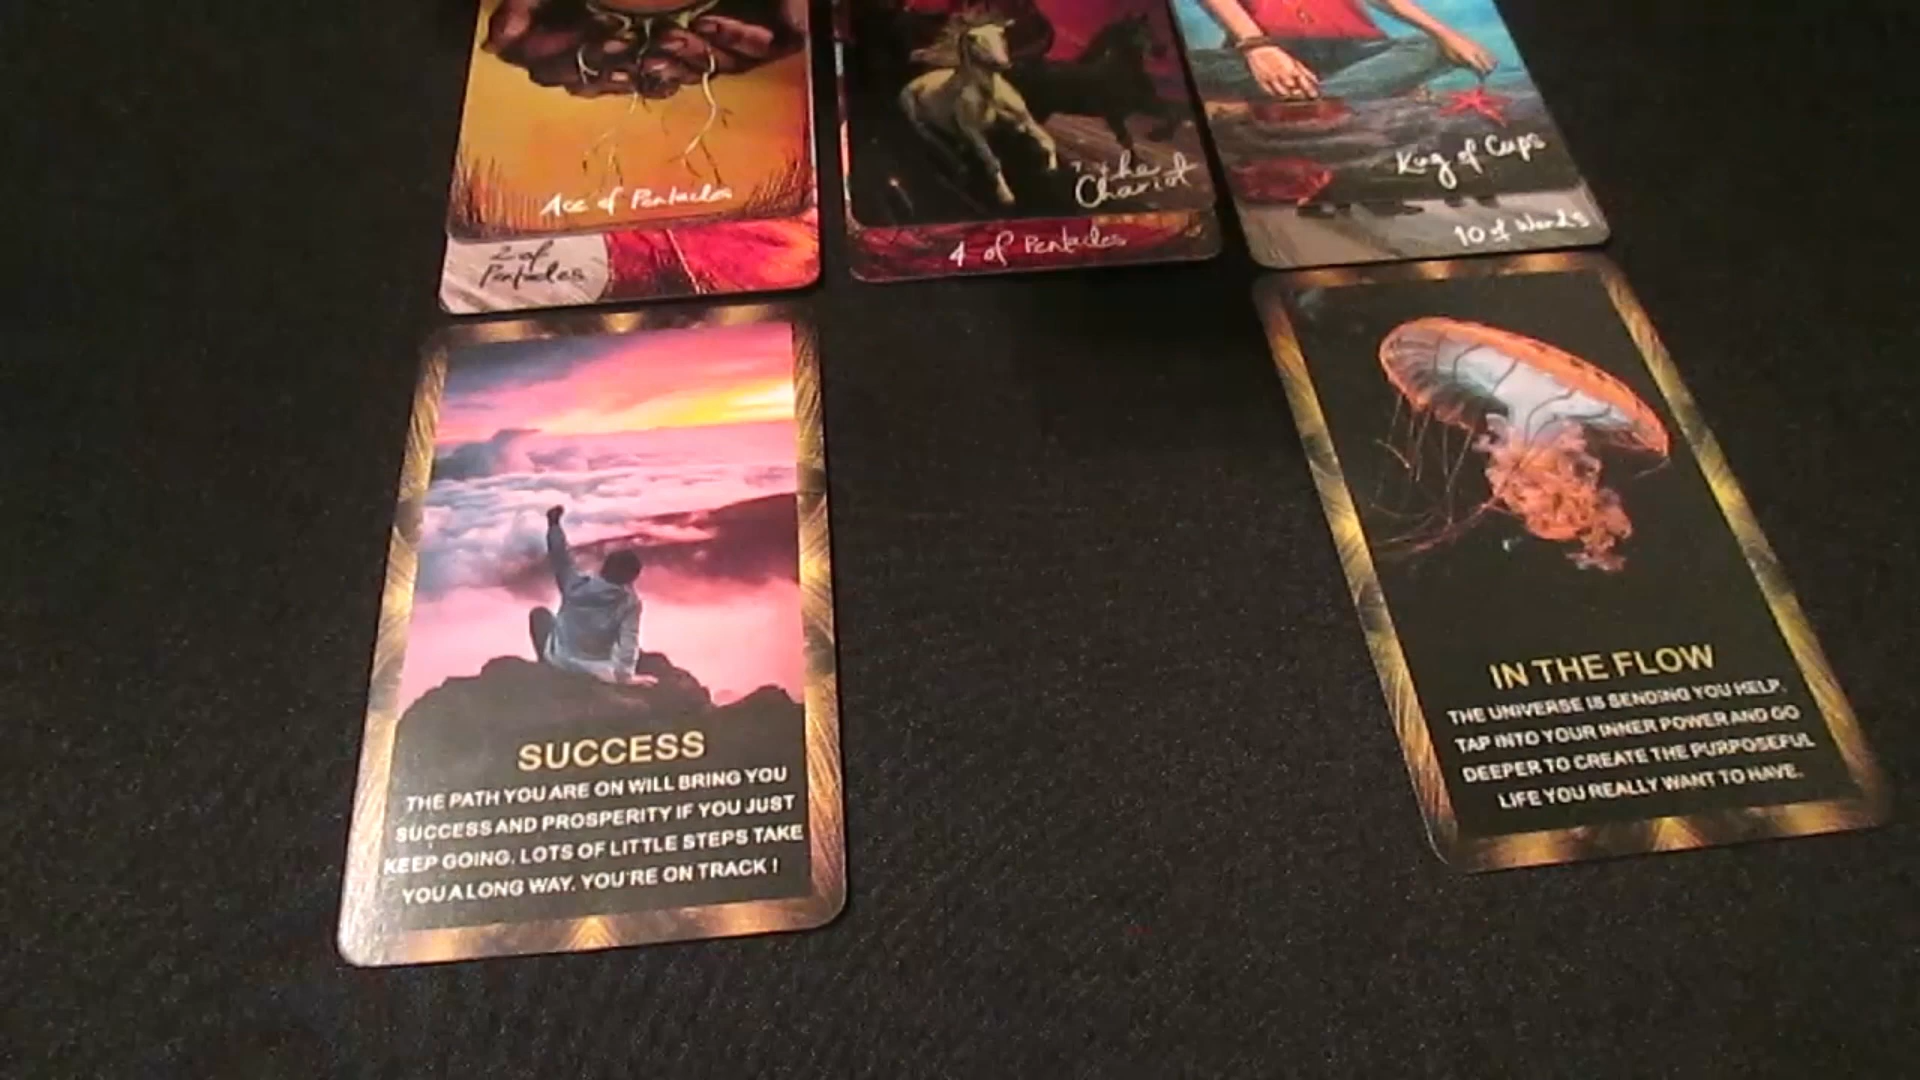 Ace of Pentacles
2 of
Pentacles
The
Chariot
4 of Pentacles
King of Cups
10 of Wands
SUCCESS
THE PATH YOU ARE ON WILL BRING YOU
SUCCESS AND PROSPERITY IF YOU JUST
KEEP GOING. LOTS OF LITTLE STEPS TAKE
YOU A LONG WAY. YOU'RE ON TRACK !
IN THE FLOW
THE UNIVERSE IS SENDING YOU HELP.
TAP INTO YOUR INNER POWER AND GO
DEEPER TO CREATE THE PURPOSEFUL
LIFE YOU REALLY WANT TO HAVE.